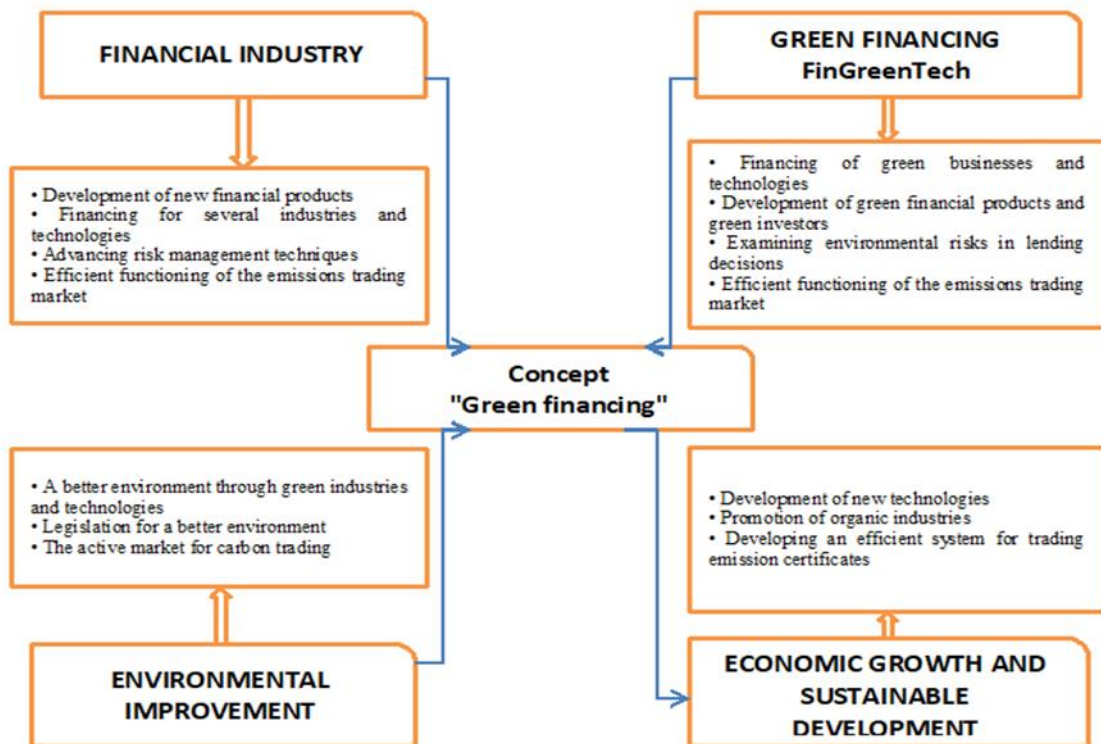 FINANCIAL INDUSTRY
GREEN FINANCING
FinGreenTech
• Development of new financial products
• Financing for several industries and
technologies
• Advancing risk management techniques
• Efficient functioning of the emissions trading
market
• Financing of green businesses and
technologies
• Development of green financial products and
green investors
• Examining environmental risks in lending
decisions
• Efficient functioning of the emissions trading
market
Concept
"Green financing"
• A better environment through green industries
and technologies
• Legislation for a better environment
• The active market for carbon trading
• Development of new technologies
• Promotion of organic industries
• Developing an efficient system for trading
emission certificates
ENVIRONMENTAL
IMPROVEMENT
ECONOMIC GROWTH AND
SUSTAINABLE
DEVELOPMENT